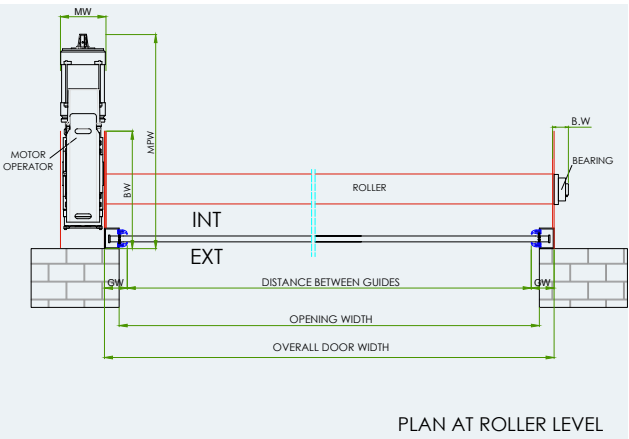 MW
B.W
MPW
MOTOR
OPERATOR
BW
BEARING
ROLLER
INT
EXT
GW
DISTANCE BETWEEN GUIDES
GW
OPENING WIDTH
OVERALL DOOR WIDTH
PLAN AT ROLLER LEVEL